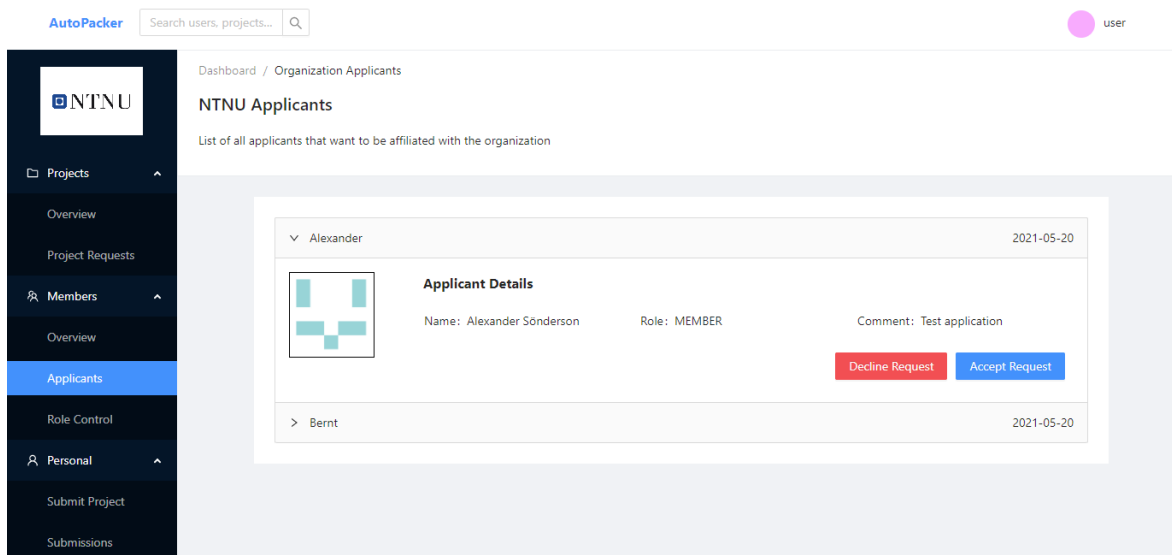 AutoPacker
Search users, projects...
user
NTNU
Dashboard / Organization Applicants
NTNU Applicants
List of all applicants that want to be affiliated with the organization
Projects
Overview
Project Requests
Members
Overview
Applicants
Role Control
Personal
Submit Project
Submissions
Alexander 2021-05-20
Applicant Details
Name: Alexander Sönderson Role: MEMBER Comment: Test application
Decline Request Accept Request
Bernt 2021-05-20